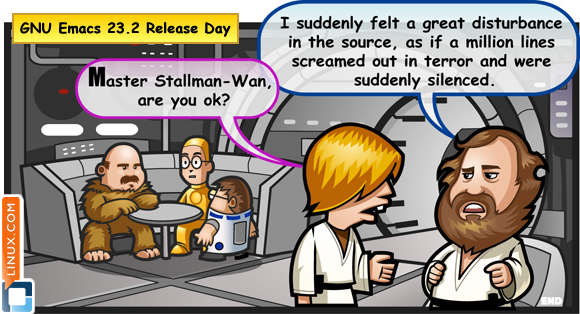 GNU Emacs 23.2 Release Day
I suddenly felt a great disturbance
in the source, as if a million lines
screamed out in terror and were
suddenly silenced.
Master Stallman-Wan,
are you ok?
LINUX.COM
END